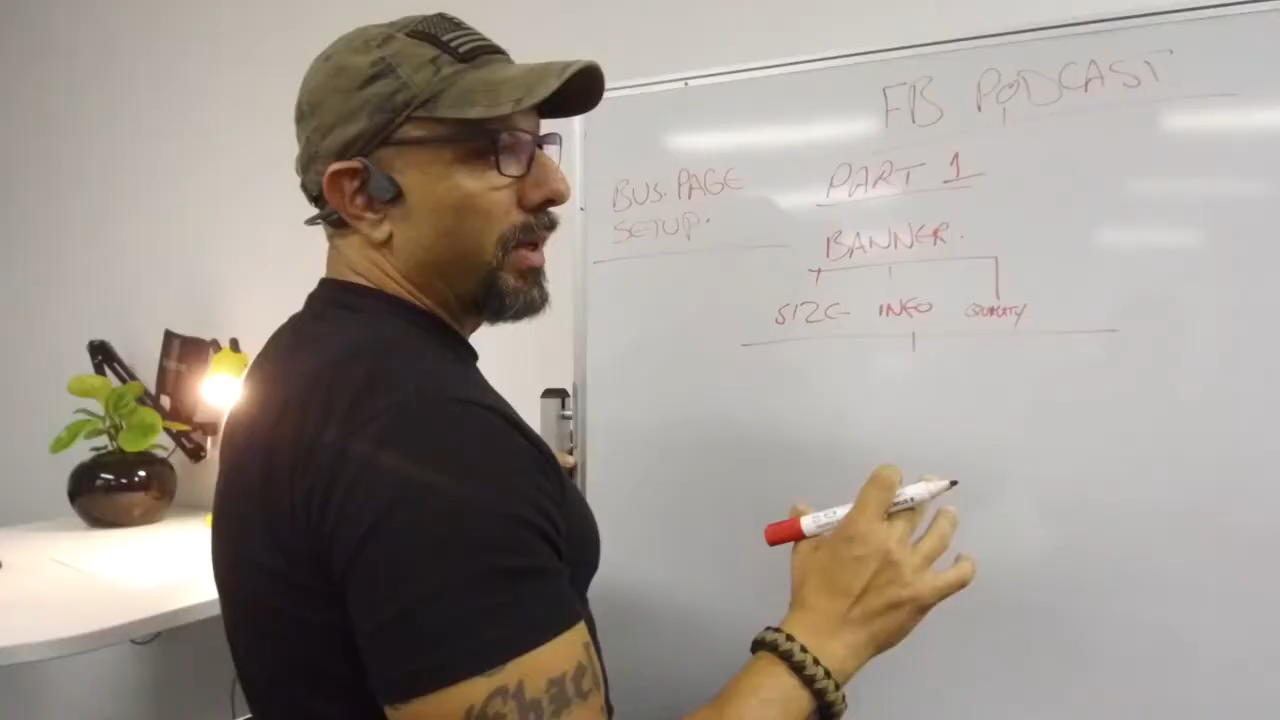 FB PODCAST
BUS. PAGE
SETUP.
PART 1
BANNER.
SIZE INFO QUALITY